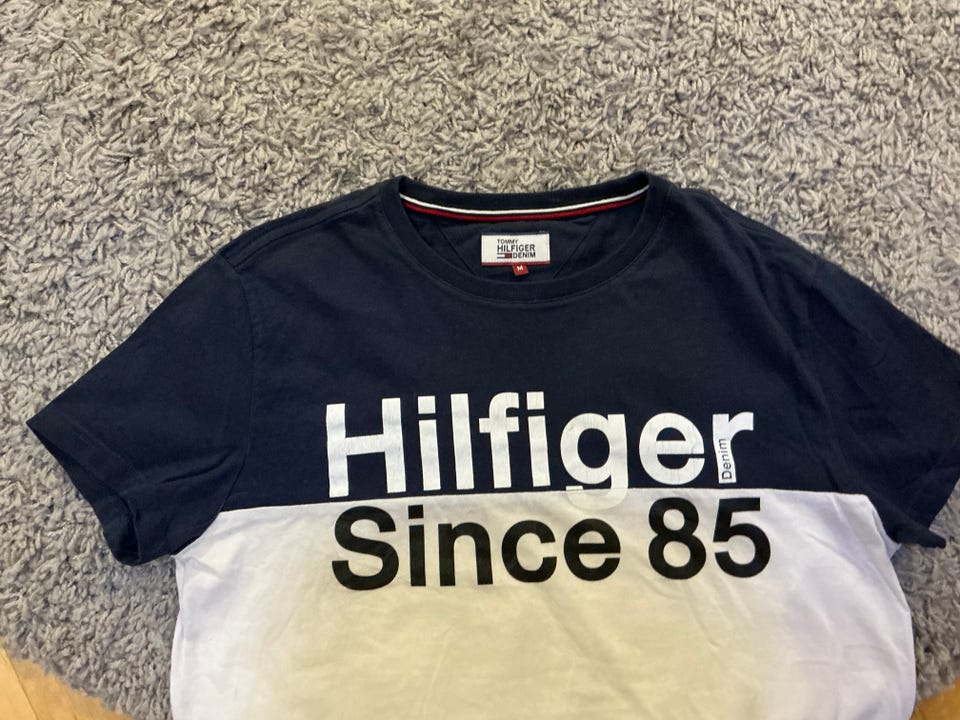 TOMMY
HILFIGER
DENIM
M
Hilfiger
Denim
Since 85